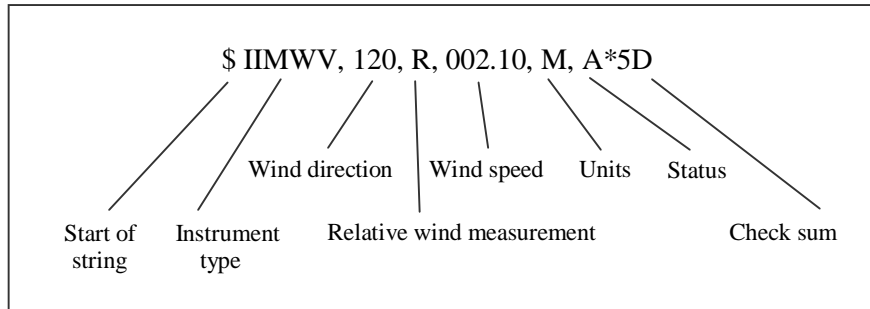 $ IIMWV, 120, R, 002.10, M, A*5D
Wind direction
Wind speed
Units
Status
Start of
string
Instrument
type
Relative wind measurement
Check sum